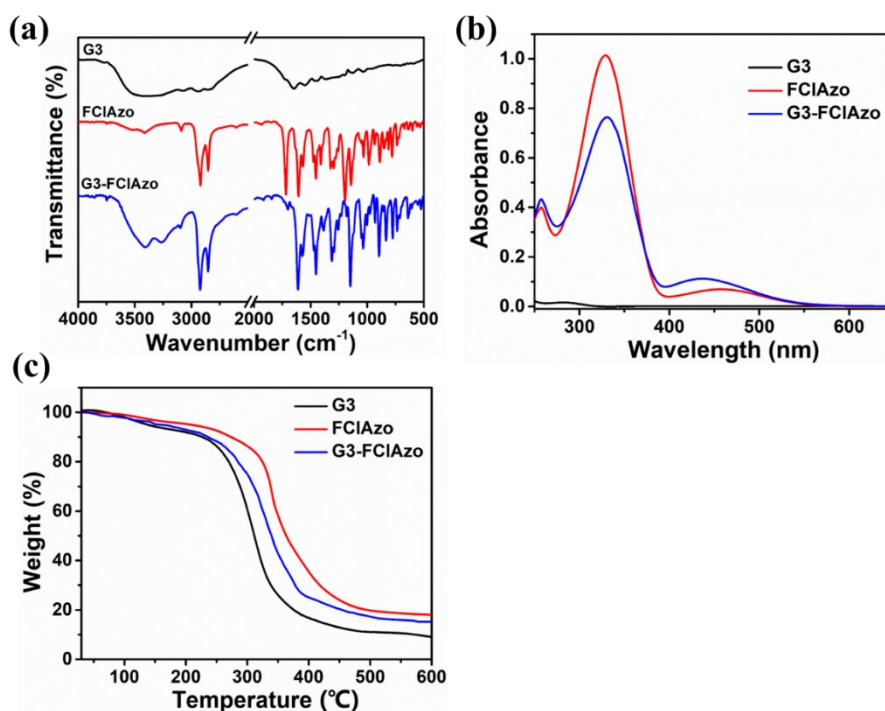 (a)
G3
FClAzo
G3-FClAzo
Transmittance (%)
4000 3500 3000 2000 1500 1000 500
Wavenumber (cm⁻¹)
(b)
G3
FClAzo
G3-FClAzo
Absorbance
1.0
0.8
0.6
0.4
0.2
0.0
300 400 500 600
Wavelength (nm)
(c)
G3
FClAzo
G3-FClAzo
Weight (%)
100
80
60
40
20
0
100 200 300 400 500 600
Temperature (℃)